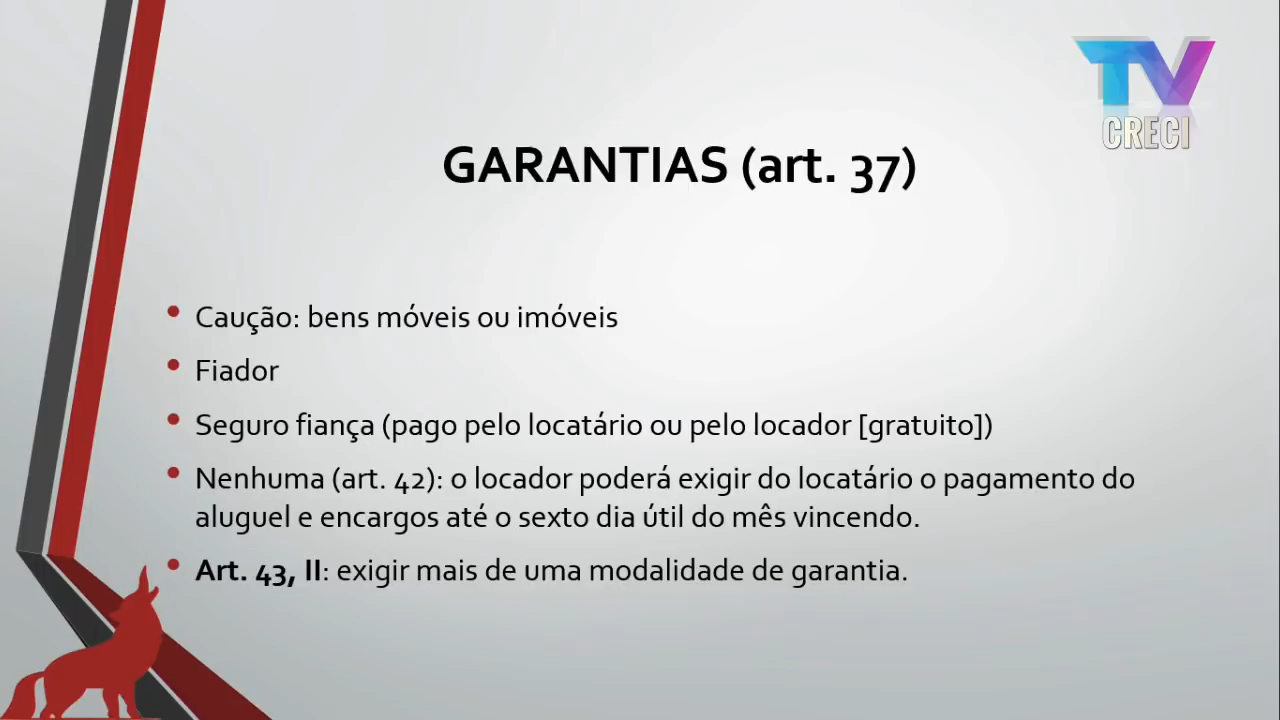 TV
CRECI
GARANTIAS (art. 37)
• Caução: bens móveis ou imóveis
• Fiador
• Seguro fiança (pago pelo locatário ou pelo locador [gratuito])
• Nenhuma (art. 42): o locador poderá exigir do locatário o pagamento do
aluguel e encargos até o sexto dia útil do mês vincendo.
• Art. 43, II: exigir mais de uma modalidade de garantia.